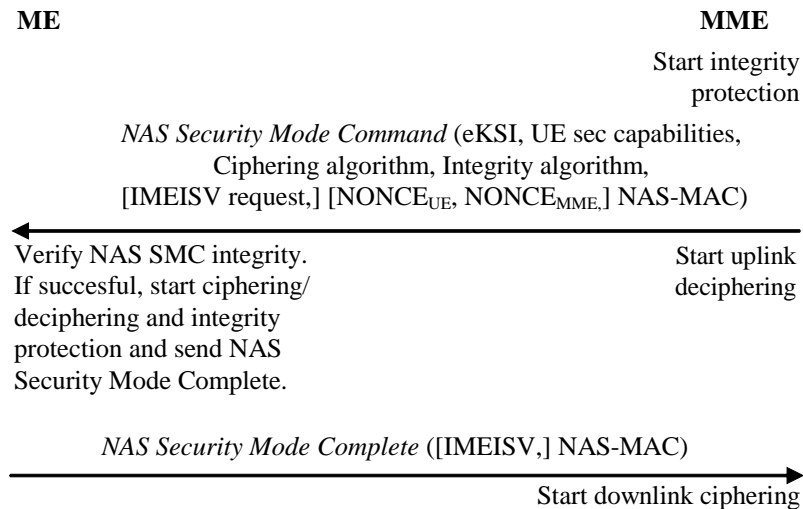 ME
MME
Start integrity
protection
NAS Security Mode Command (eKSI, UE sec capabilities,
Ciphering algorithm, Integrity algorithm,
[IMEISV request,] [NONCEUE, NONCEMME,] NAS-MAC)
Verify NAS SMC integrity.
If succesful, start ciphering/
deciphering and integrity
protection and send NAS
Security Mode Complete.
Start uplink
deciphering
NAS Security Mode Complete ([IMEISV,] NAS-MAC)
Start downlink ciphering